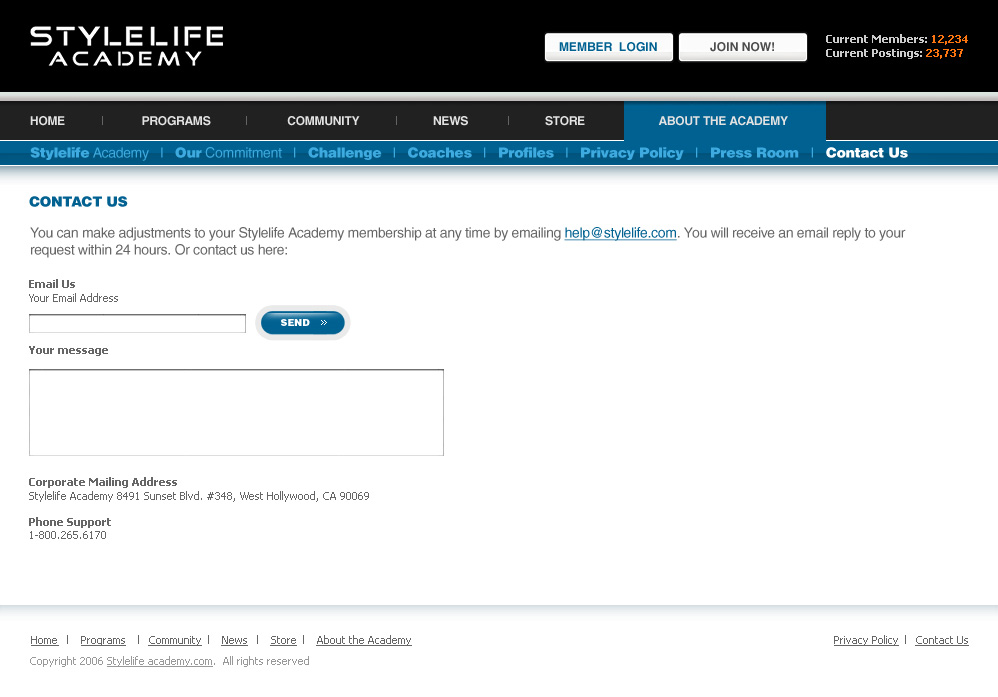 STYLELIFE
ACADEMY
MEMBER LOGIN
JOIN NOW!
Current Members: 12,234
Current Postings: 23,737
HOME | PROGRAMS | COMMUNITY | NEWS | STORE ABOUT THE ACADEMY
Stylelife Academy | Our Commitment | Challenge | Coaches | Profiles | Privacy Policy | Press Room | Contact Us
CONTACT US
You can make adjustments to your Stylelife Academy membership at any time by emailing help@stylelife.com. You will receive an email reply to your
request within 24 hours. Or contact us here:
Email Us
Your Email Address
SEND »
Your message
Corporate Mailing Address
Stylelife Academy 8491 Sunset Blvd. #348, West Hollywood, CA 90069
Phone Support
1-800.265.6170
Home | Programs | Community | News | Store | About the Academy
Privacy Policy | Contact Us
Copyright 2006 Stylelife academy.com. All rights reserved